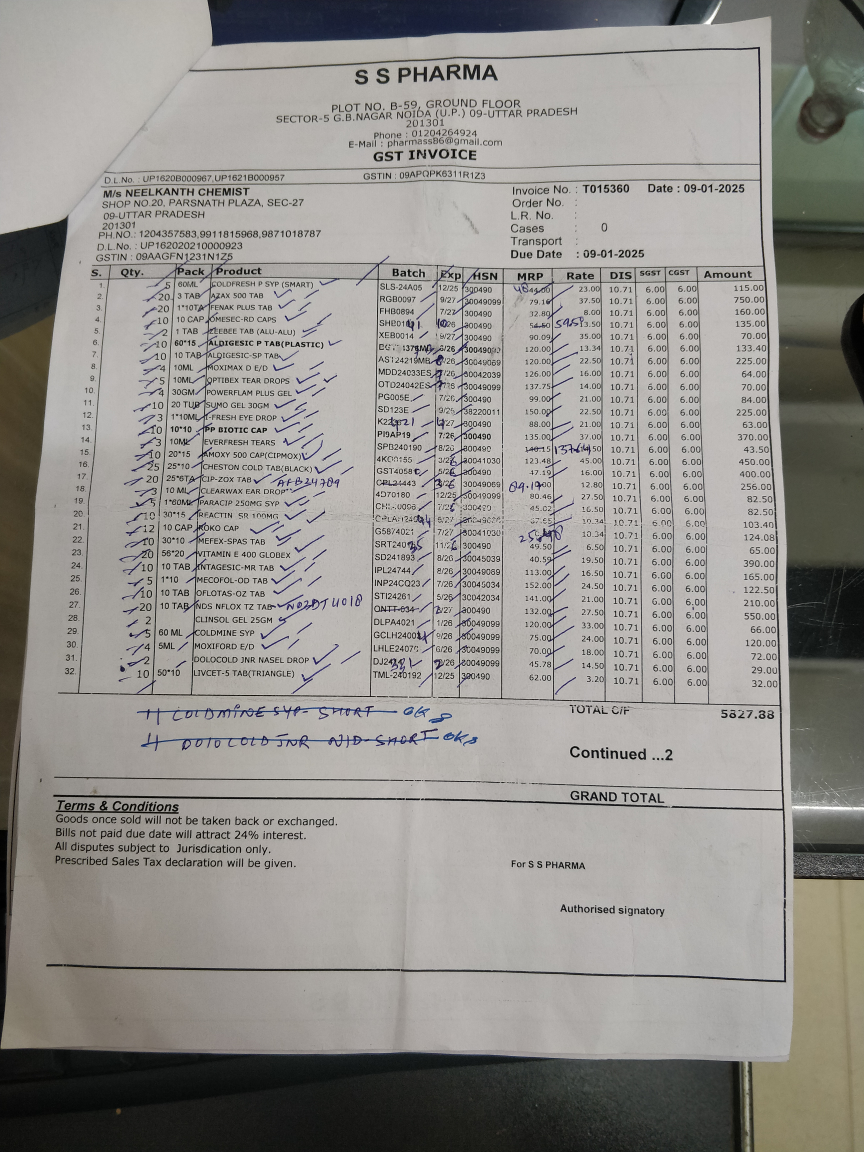 S S PHARMA
PLOT NO. B-59, GROUND FLOOR
SECTOR-5 G.B.NAGAR NOIDA (U.P.) 09-UTTAR PRADESH
201301
Phone : 01204264924
E-Mail : pharmass86@gmail.com
GST INVOICE
D.L.No. : UP1620B000967,UP1621B000957 GSTIN : 09APQPK6311R1Z3
M/s NEELKANTH CHEMIST
SHOP NO.20, PARSNATH PLAZA, SEC-27
09-UTTAR PRADESH
201301
PH.NO.: 1204357583,9911815968,9871018787
D.L.No. : UP162020210000923
GSTIN : 09AAGFN1231N1Z5
Invoice No. : T015360 Date : 09-01-2025
Order No. :
L.R. No. :
Cases : 0
Transport :
Due Date : 09-01-2025
S. Qty. Pack Product Batch Exp HSN MRP Rate DIS SGST CGST Amount
1. 5 60ML COLDFRESH P SYP (SMART) SLS-24A05 12/25 300490 48 23.00 10.71 6.00 6.00 115.00
2. 20 3 TAB AZAX 500 TAB RGB0097 9/27 30049099 79.16 37.50 10.71 6.00 6.00 750.00
3. 20 1*10TA FENAK PLUS TAB FHB0894 7/27 300490 32.80 8.00 10.71 6.00 6.00 160.00
4. 10 10 CAP OMESEC-RD CAPS 300490 13.50 10.71 6.00 6.00 135.00
5. 2 1 TAB ZEEBEE TAB (ALU-ALU) XEB0014 9/27 300490 90.09 35.00 10.71 6.00 6.00 70.00
6. 10 60*15 ALDIGESIC P TAB(PLASTIC) 120.00 13.34 10.71 6.00 6.00 133.40
7. 10 10 TAB ALDIGESIC-SP TAB AST24219MB 30049069 120.00 22.50 10.71 6.00 6.00 225.00
8. 4 10ML MOXIMAX D E/D MDD24033ES 30042039 126.00 16.00 10.71 6.00 6.00 64.00
9. 5 10ML OPTIBEX TEAR DROPS OTO24042ES 30049099 137.75 14.00 10.71 6.00 6.00 70.00
10. 4 30GM POWERFLAM PLUS GEL PG005E 7/26 300490 99.00 21.00 10.71 6.00 6.00 84.00
11. 10 20 TUB SUMO GEL 30GM SD123E 9/26 38220011 150.00 22.50 10.71 6.00 6.00 225.00
12. 3 1*10ML I-FRESH EYE DROP 300490 88.00 21.00 10.71 6.00 6.00 63.00
13. 10 10*10 PP BIOTIC CAP PI9AP19 7/26 300490 135.00 37.00 10.71 6.00 6.00 370.00
14. 3 10ML EVERFRESH TEARS SPB240190 8/26 300490 10.71 6.00 6.00 43.50
15. 10 20*15 AMOXY 500 CAP(CIPMOX) 30041030 123.48 45.00 10.71 6.00 6.00 450.00
16. 25 25*10 CHESTON COLD TAB(BLACK) 300490 47.19 16.00 10.71 6.00 6.00 400.00
17. 20 25*6TA CIP-ZOX TAB AFB24789 30049069 12.80 10.71 6.00 6.00 256.00
18. 3 10 ML CLEARWAX EAR DROP 4D70180 12/25 30049099 80.46 27.50 10.71 6.00 6.00 82.50
19. 5 1*60ML PARACIP 250MG SYP 300490 45.02 16.50 10.71 6.00 6.00 82.50
20. 10 30*15 REACTIN SR 100MG 10.34 10.71 6.00 6.00 103.40
21. 12 10 CAP ROKO CAP G5874021 7/27 30041030 10.34 10.71 6.00 6.00 124.08
22. 10 30*10 MEFEX-SPAS TAB 300490 49.50 6.50 10.71 6.00 6.00 65.00
23. 20 56*20 VITAMIN E 400 GLOBEX SD241893 8/26 30045039 40.59 19.50 10.71 6.00 6.00 390.00
24. 10 10 TAB INTAGESIC-MR TAB IPL24744 8/26 30049069 113.00 16.50 10.71 6.00 6.00 165.00
25. 5 1*10 MECOFOL-OD TAB INP24CQ23 7/26 30045034 152.00 24.50 10.71 6.00 6.00 122.50
26. 10 10 TAB OFLOTAS-OZ TAB STI24261 5/26 30042034 141.00 21.00 10.71 6.00 6.00 210.00
27. 20 10 TAB NDS NFLOX TZ TAB 300490 132.00 27.50 10.71 6.00 6.00 550.00
28. 2 CLINSOL GEL 25GM DLPA4021 1/26 30049099 120.00 33.00 10.71 6.00 6.00 66.00
29. 5 60 ML COLDMINE SYP 9/26 30049099 75.00 24.00 10.71 6.00 6.00 120.00
30. 4 5ML MOXIFORD E/D 6/26 30049099 70.00 18.00 10.71 6.00 6.00 72.00
31. 2 DOLOCOLD JNR NASEL DROP 30049099 45.78 14.50 10.71 6.00 6.00 29.00
32. 10 50*10 LIVCET-5 TAB(TRIANGLE) TML-240192 12/25 300490 62.00 3.20 10.71 6.00 6.00 32.00
COLDMINE SYP- SHORT OK
TOTAL C/F 5827.88
SHORT OK
Continued ...2
GRAND TOTAL
Terms & Conditions
Goods once sold will not be taken back or exchanged.
Bills not paid due date will attract 24% interest.
All disputes subject to Jurisdication only.
Prescribed Sales Tax declaration will be given.
For S S PHARMA
Authorised signatory